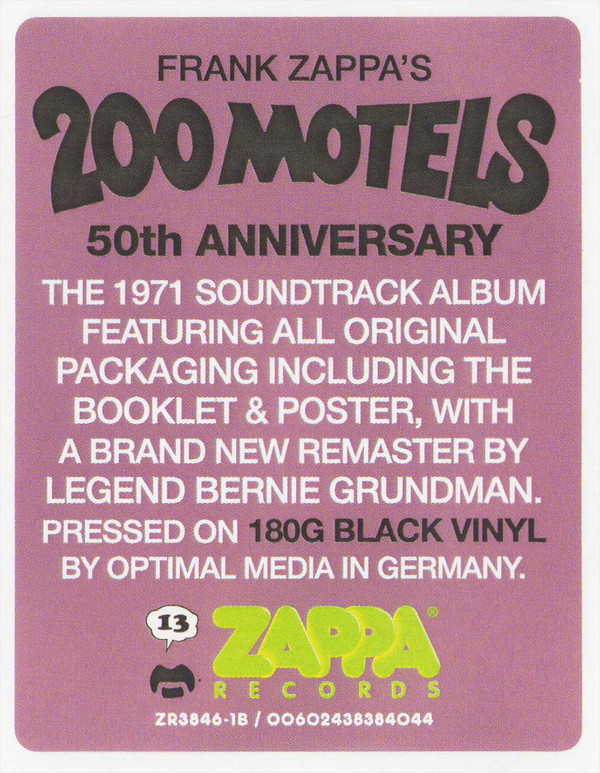 FRANK ZAPPA'S
200 MOTELS
50th ANNIVERSARY
THE 1971 SOUNDTRACK ALBUM
FEATURING ALL ORIGINAL
PACKAGING INCLUDING THE
BOOKLET & POSTER, WITH
A BRAND NEW REMASTER BY
LEGEND BERNIE GRUNDMAN.
PRESSED ON 180G BLACK VINYL
BY OPTIMAL MEDIA IN GERMANY.
13
ZAPPA®
RECORDS
ZR3846-1B / 00602438384044